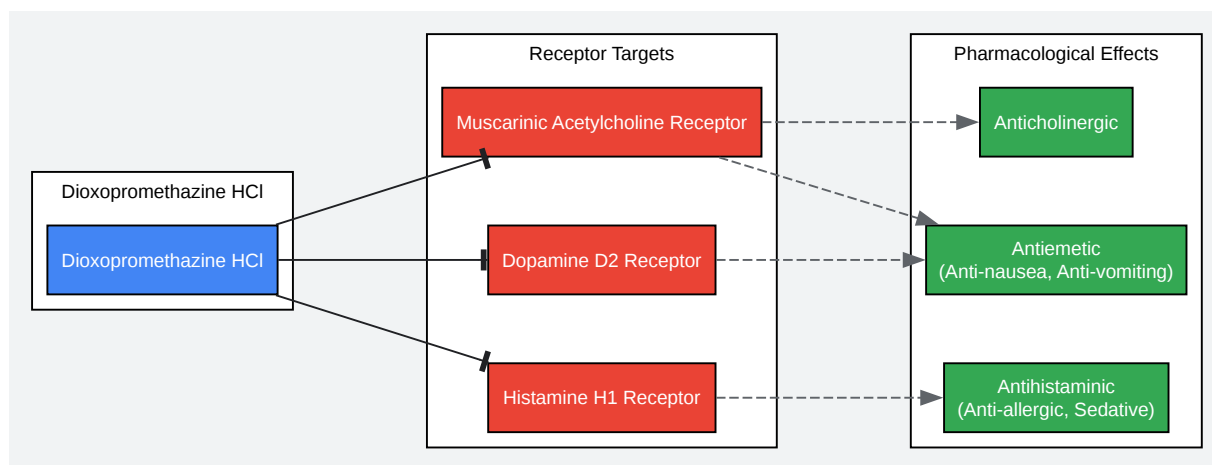 Receptor Targets
Pharmacological Effects
Muscarinic Acetylcholine Receptor
Anticholinergic
Dioxopromethazine HCl
Dioxopromethazine HCl
Dopamine D2 Receptor
Antiemetic
(Anti-nausea, Anti-vomiting)
Histamine H1 Receptor
Antihistaminic
(Anti-allergic, Sedative)